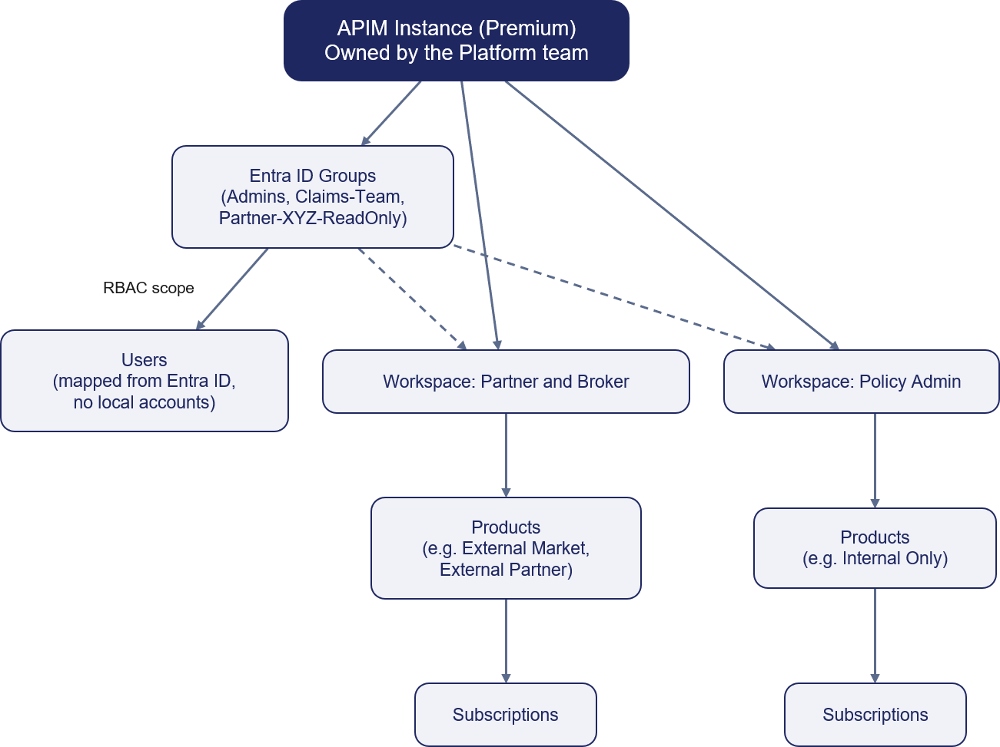 APIM Instance (Premium)
Owned by the Platform team
Entra ID Groups
(Admins, Claims-Team,
Partner-XYZ-ReadOnly)
RBAC scope
Users
(mapped from Entra ID,
no local accounts)
Workspace: Partner and Broker
Workspace: Policy Admin
Products
(e.g. External Market,
External Partner)
Products
(e.g. Internal Only)
Subscriptions
Subscriptions